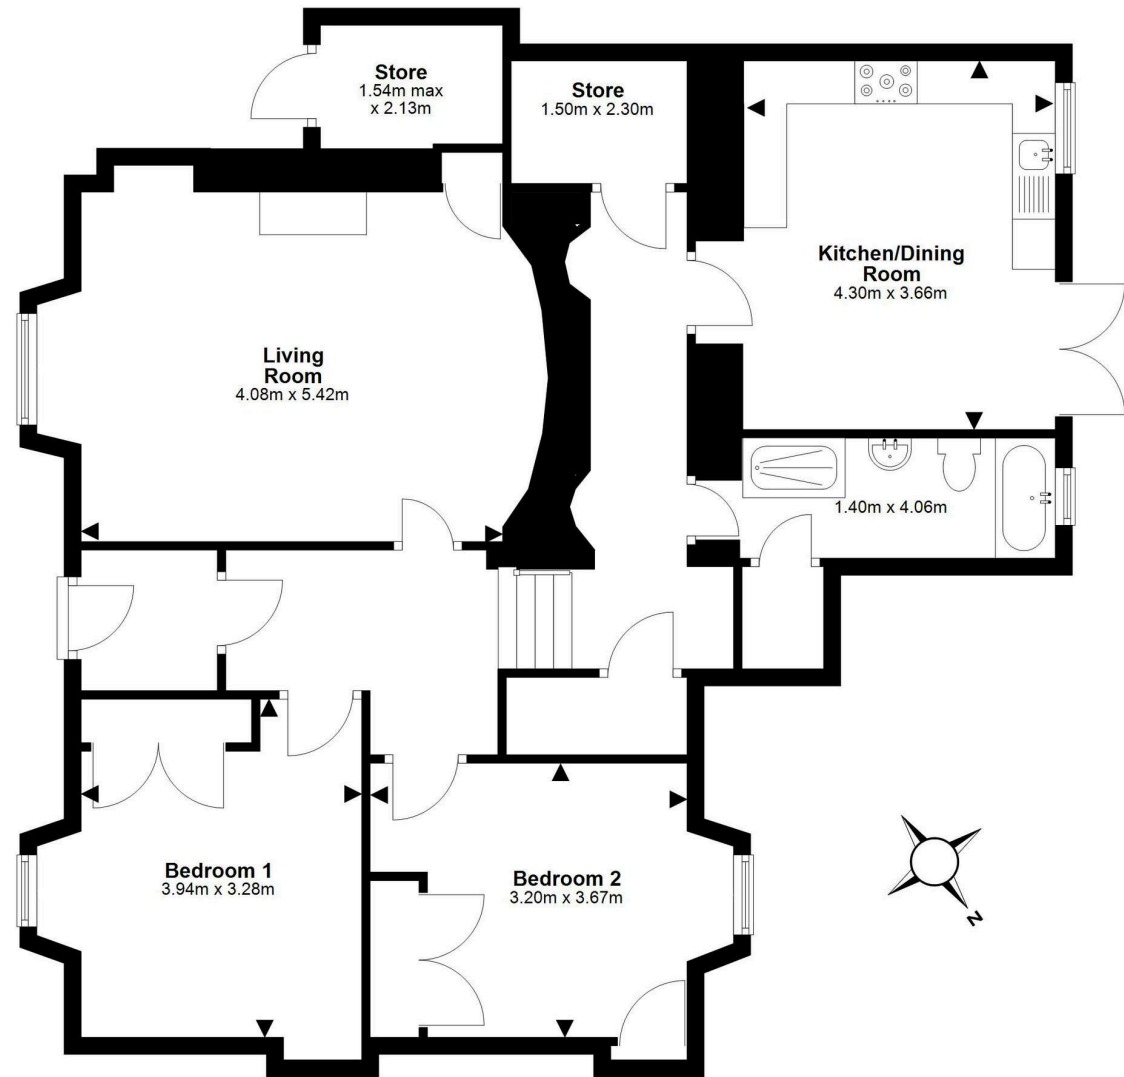 Store
1.54m max
x 2.13m
Store
1.50m x 2.30m
Kitchen/Dining
Room
4.30m x 3.66m
Living
Room
4.08m x 5.42m
1.40m x 4.06m
Bedroom 1
3.94m x 3.28m
Bedroom 2
3.20m x 3.67m
N